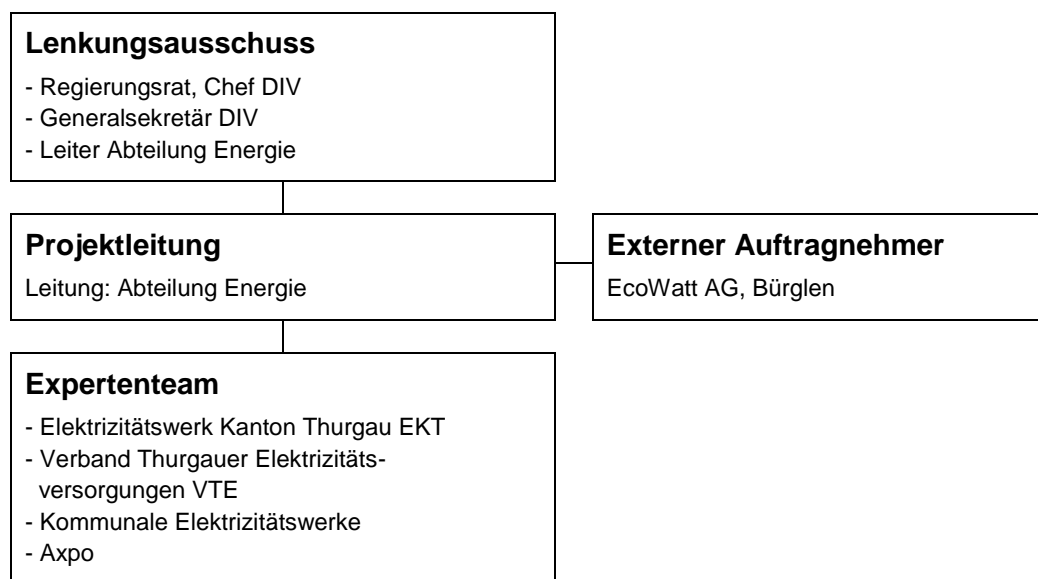 Lenkungsausschuss
- Regierungsrat, Chef DIV
- Generalsekretär DIV
- Leiter Abteilung Energie
Projektleitung
Leitung: Abteilung Energie
Externer Auftragnehmer
EcoWatt AG, Bürglen
Expertenteam
- Elektrizitätswerk Kanton Thurgau EKT
- Verband Thurgauer Elektrizitäts-
versorgungen VTE
- Kommunale Elektrizitätswerke
- Axpo